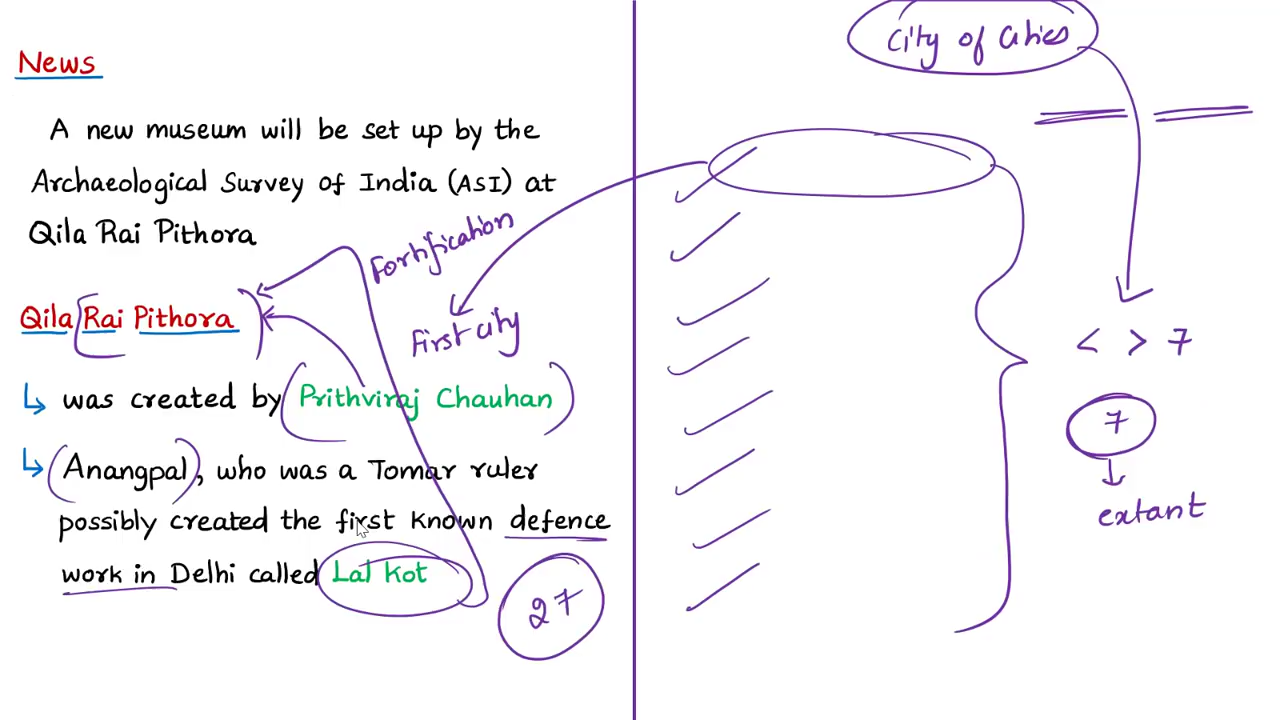 News
A new museum will be set up by the
Archaeological Survey of India (ASI) at
Qila Rai Pithora
Fortification
Qila Rai Pithora
First city
↳ was created by Prithviraj Chauhan
↳ (Anangpal), who was a Tomar ruler
possibly created the first known defence
work in Delhi called Lal Kot
27
City of Cities
< > 7
7
extant